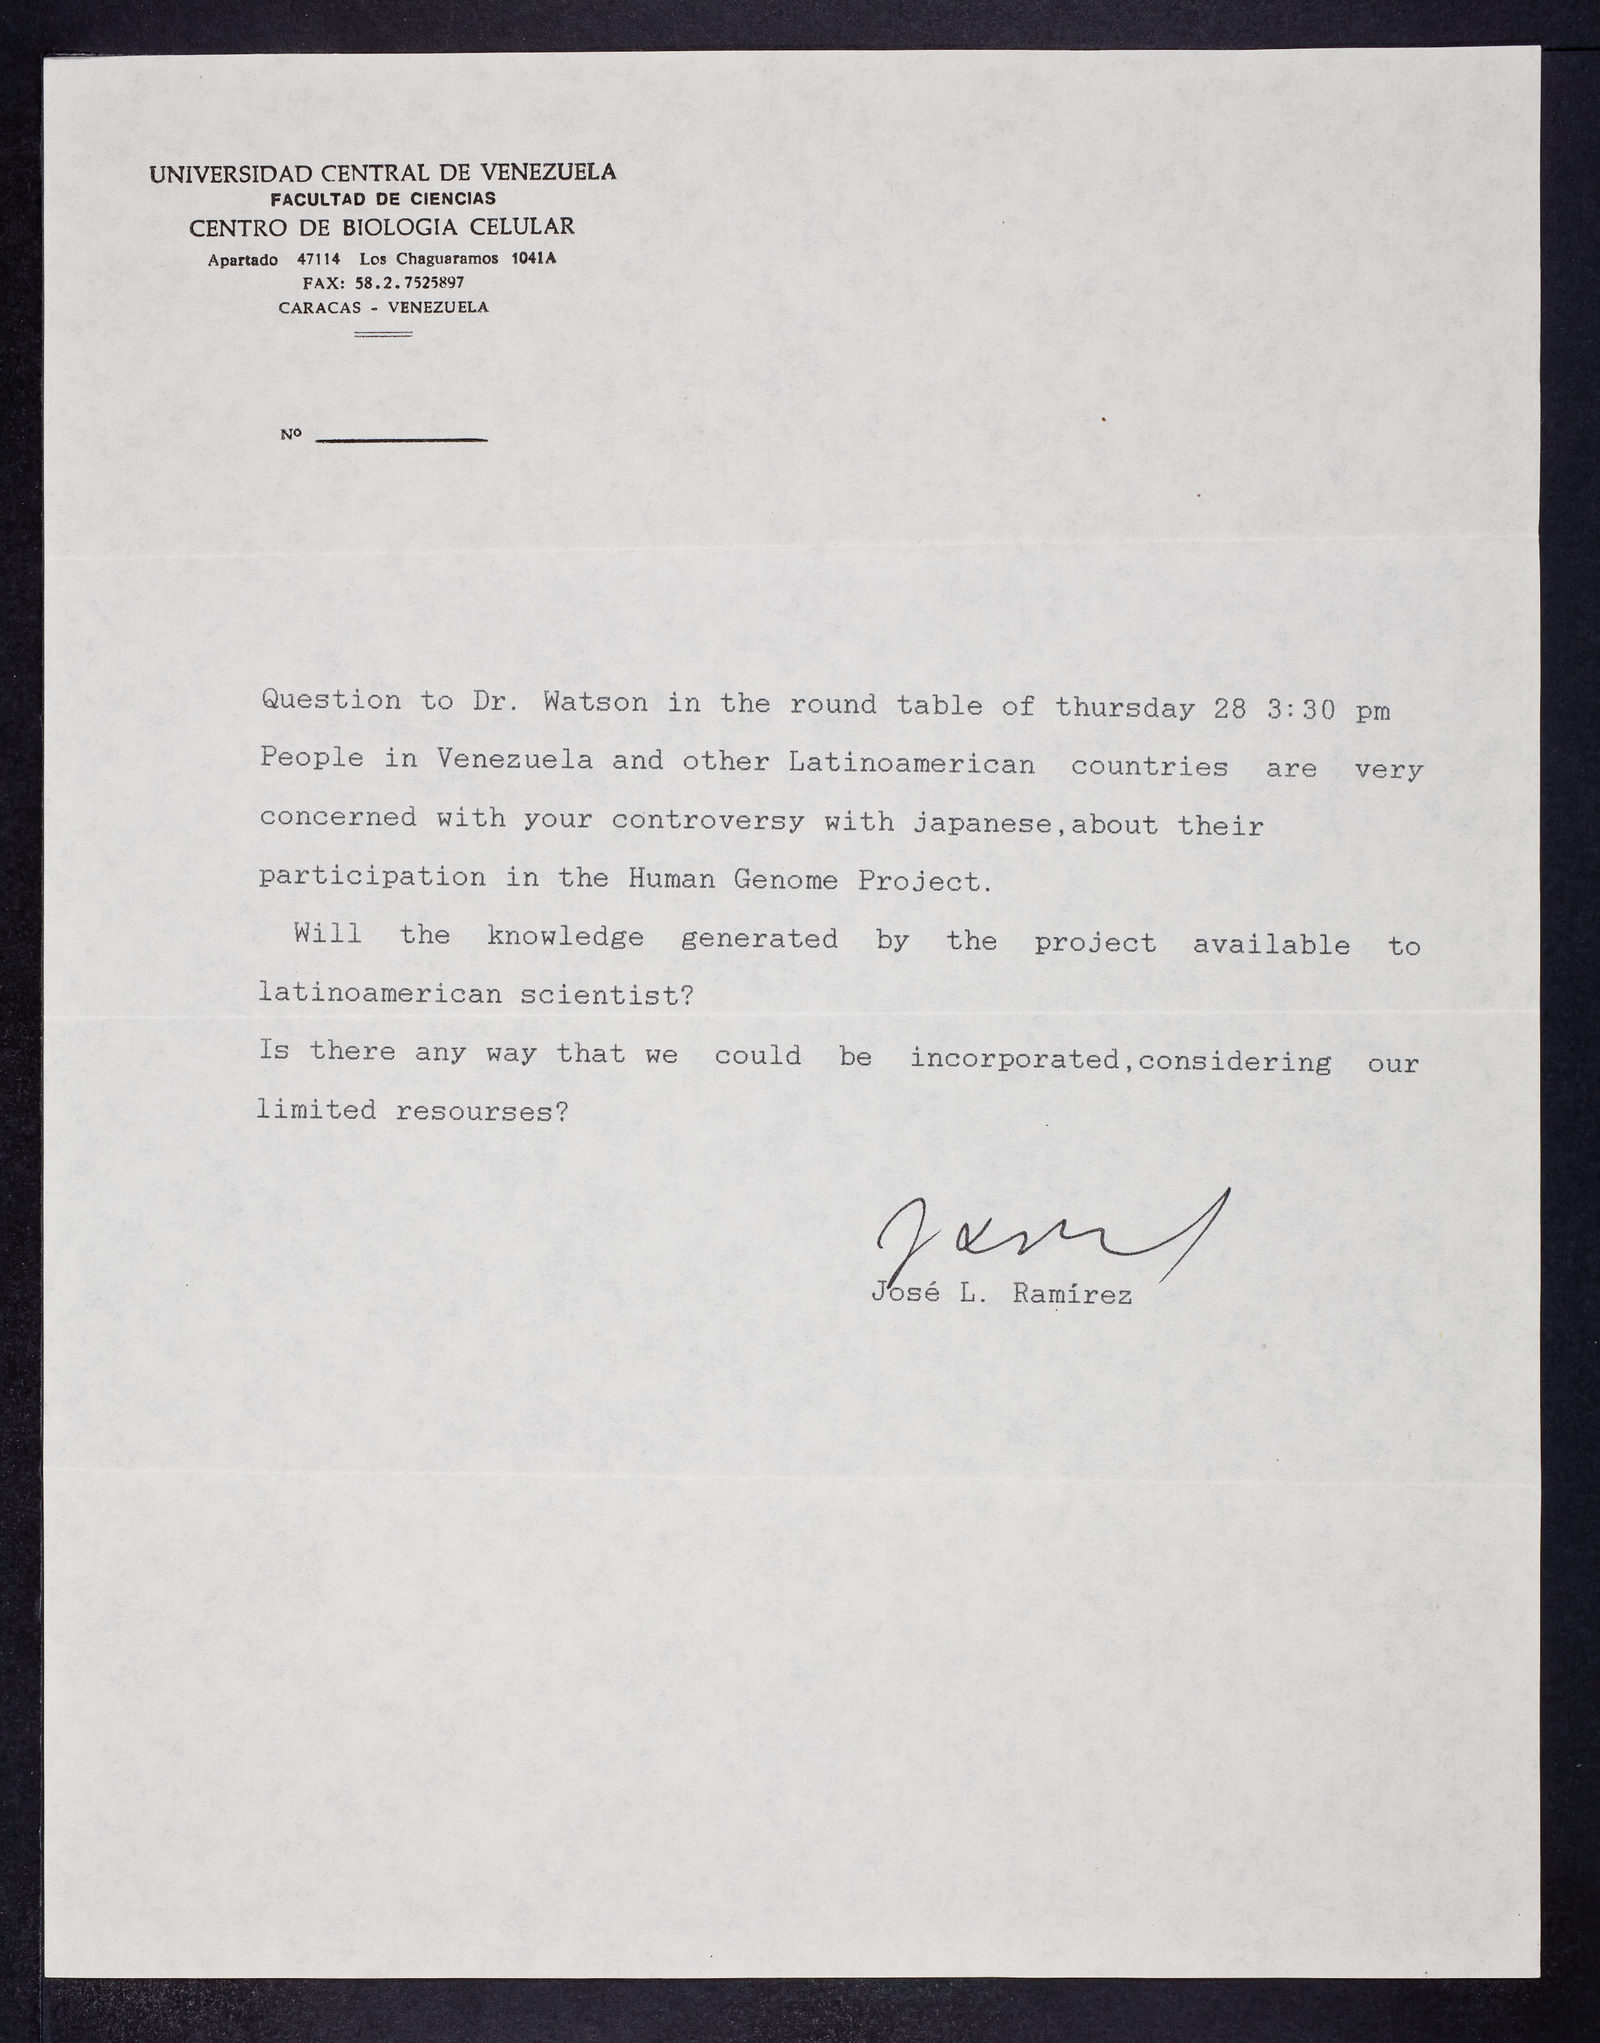 UNIVERSIDAD CENTRAL DE VENEZUELA
FACULTAD DE CIENCIAS
CENTRO DE BIOLOGIA CELULAR
Apartado 47114 Los Chaguaramos 1041A
FAX: 58.2.7525897
CARACAS - VENEZUELA
Nº
Question to Dr. Watson in the round table of thursday 28 3:30 pm
People in Venezuela and other Latinoamerican countries are very
concerned with your controversy with japanese,about their
participation in the Human Genome Project.
Will the knowledge generated by the project available to
latinoamerican scientist?
Is there any way that we could be incorporated,considering our
limited resourses?
José L. Ramírez